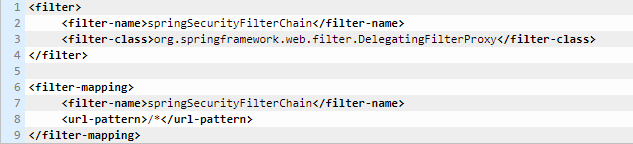 1 <filter>
2     <filter-name>springSecurityFilterChain</filter-name>
3     <filter-class>org.springframework.web.filter.DelegatingFilterProxy</filter-class>
4 </filter>
5
6 <filter-mapping>
7     <filter-name>springSecurityFilterChain</filter-name>
8     <url-pattern>/*</url-pattern>
9 </filter-mapping>